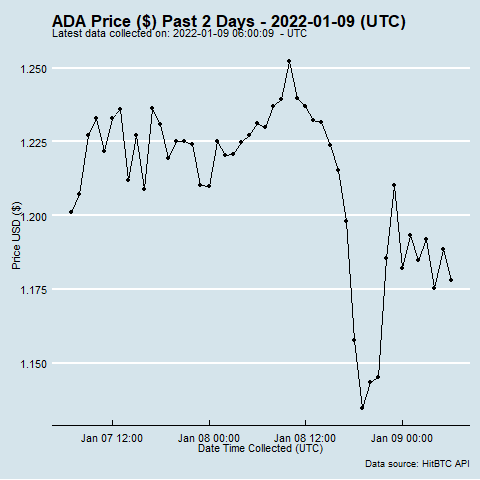 ADA Price ($) Past 2 Days - 2022-01-09 (UTC)
Latest data collected on: 2022-01-09 06:00:09 - UTC
1.250
1.225
1.200
1.175
1.150
Price USD ($)
Jan 07 12:00
Jan 08 00:00
Jan 08 12:00
Jan 09 00:00
Date Time Collected (UTC)
Data source: HitBTC API